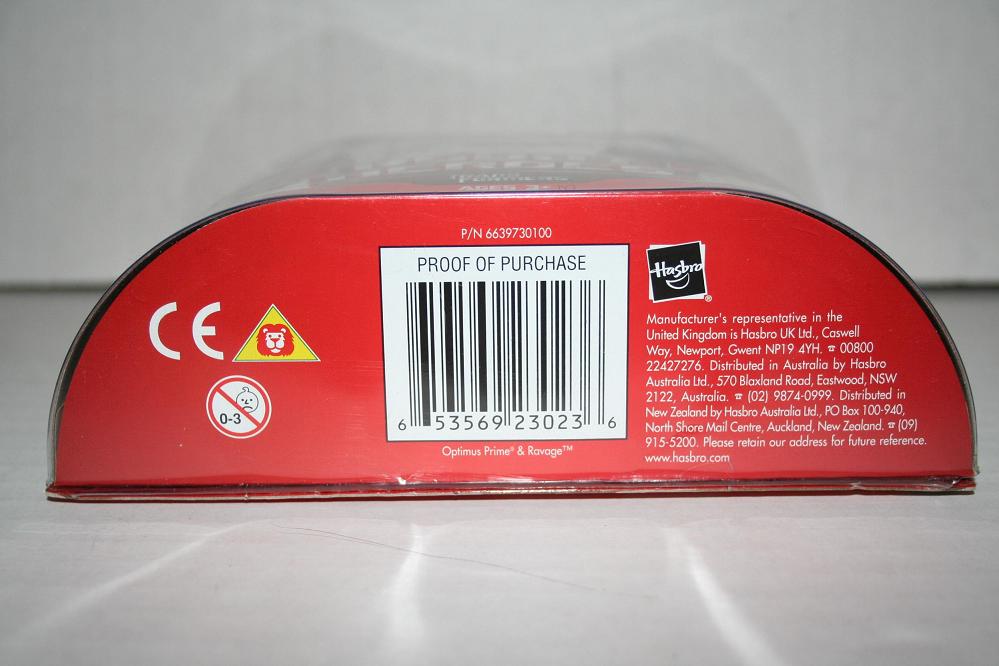 AGES 3+
P/N 6639730100
PROOF OF PURCHASE
6 53569 23023 6
Optimus Prime® & Ravage™
CE
0-3
Hasbro
®
Manufacturer's representative in the
United Kingdom is Hasbro UK Ltd., Caswell
Way, Newport, Gwent NP19 4YH. ☎ 00800
22427276. Distributed in Australia by Hasbro
Australia Ltd., 570 Blaxland Road, Eastwood, NSW
2122, Australia. ☎ (02) 9874-0999. Distributed in
New Zealand by Hasbro Australia Ltd., PO Box 100-940,
North Shore Mail Centre, Auckland, New Zealand. ☎ (09)
915-5200. Please retain our address for future reference.
www.hasbro.com